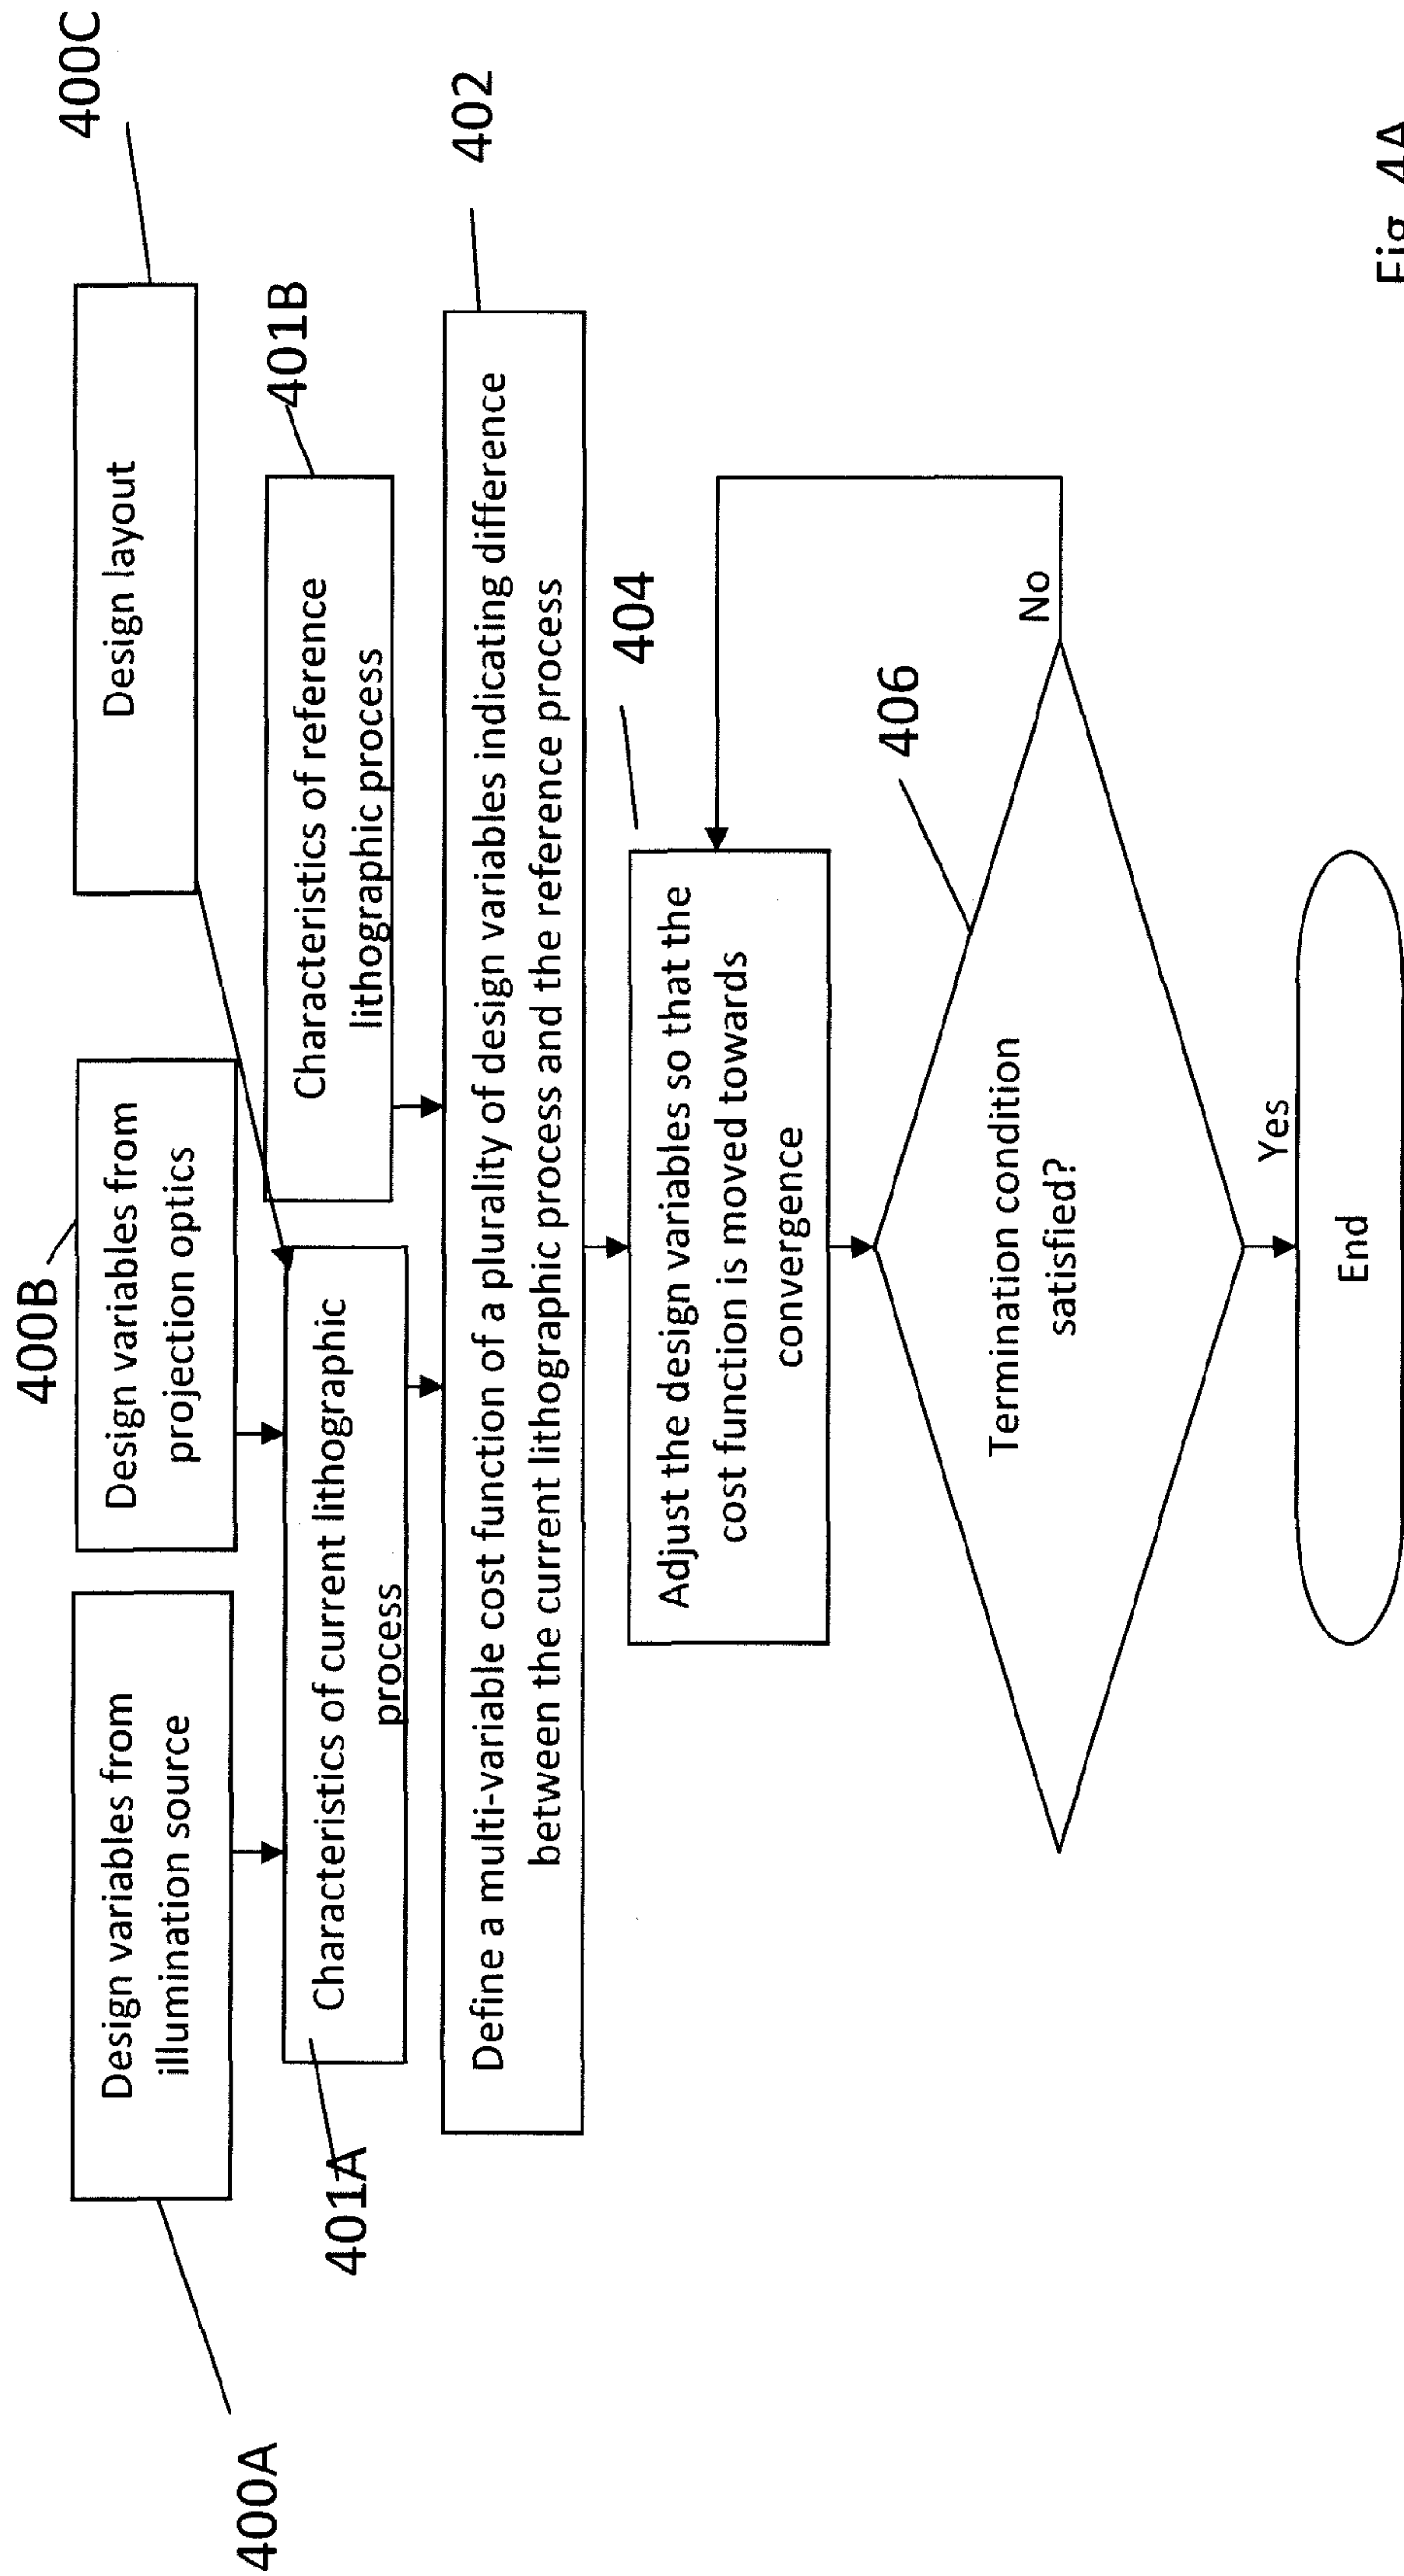 400A
Design variables from
illumination source
400B
Design variables from
projection optics
400C
Design layout
401A
Characteristics of current lithographic
process
401B
Characteristics of reference
lithographic process
402
Define a multi-variable cost function of a plurality of design variables indicating difference
between the current lithographic process and the reference process
404
Adjust the design variables so that the
cost function is moved towards
convergence
406
Termination condition
satisfied?
No
Yes
End
Fig. 4A